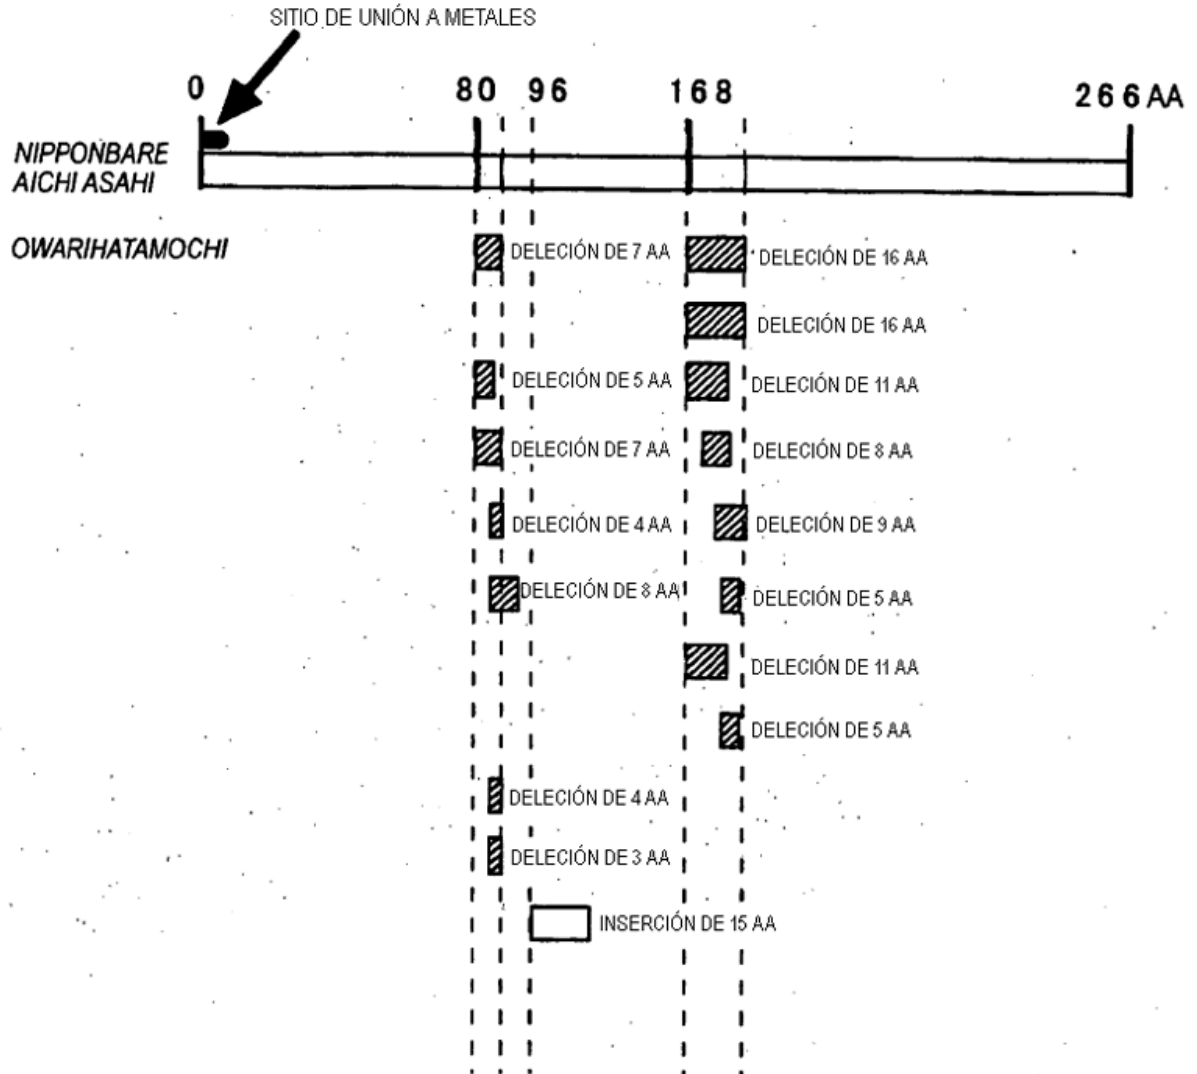 SITIO DE UNIÓN A METALES
0 80 96 168 266 AA
NIPPONBARE
AICHI ASAHI
OWARIHATAMOCHI
DELECIÓN DE 7 AA DELECIÓN DE 16 AA
DELECIÓN DE 16 AA
DELECIÓN DE 5 AA DELECIÓN DE 11 AA
DELECIÓN DE 7 AA DELECIÓN DE 8 AA
DELECIÓN DE 4 AA DELECIÓN DE 9 AA
DELECIÓN DE 8 AA DELECIÓN DE 5 AA
DELECIÓN DE 11 AA
DELECIÓN DE 5 AA
DELECIÓN DE 4 AA
DELECIÓN DE 3 AA
INSERCIÓN DE 15 AA